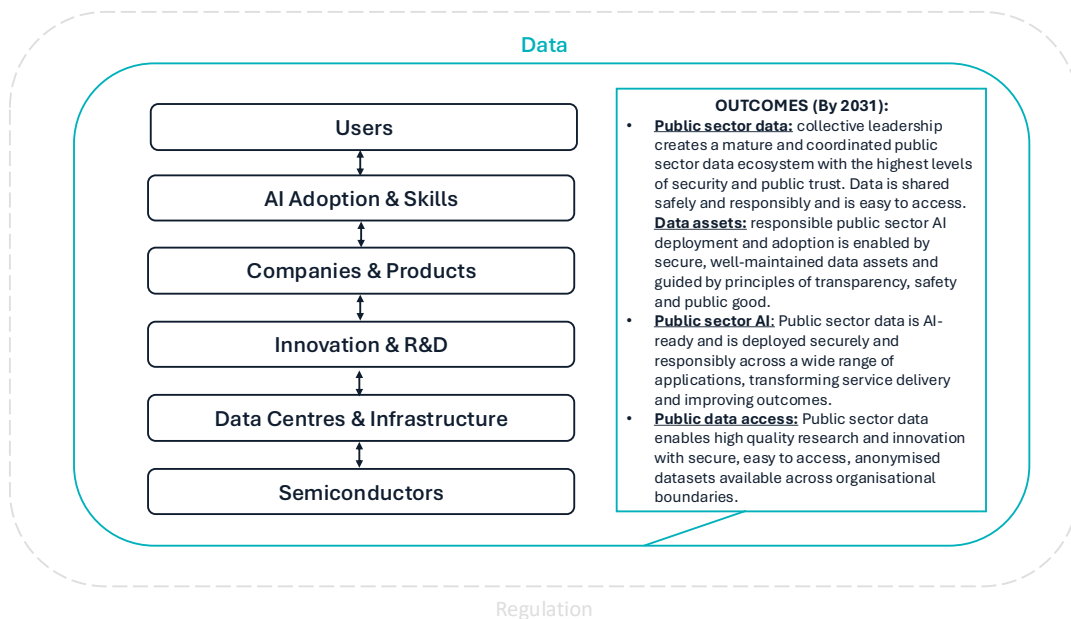 Data
Users
AI Adoption & Skills
Companies & Products
Innovation & R&D
Data Centres & Infrastructure
Semiconductors
OUTCOMES (By 2031):
• Public sector data: collective leadership
creates a mature and coordinated public
sector data ecosystem with the highest levels
of security and public trust. Data is shared
safely and responsibly and is easy to access.
Data assets: responsible public sector AI
deployment and adoption is enabled by
secure, well-maintained data assets and
guided by principles of transparency, safety
and public good.
• Public sector AI: Public sector data is AI-
ready and is deployed securely and
responsibly across a wide range of
applications, transforming service delivery
and improving outcomes.
• Public data access: Public sector data
enables high quality research and innovation
with secure, easy to access, anonymised
datasets available across organisational
boundaries.
Regulation